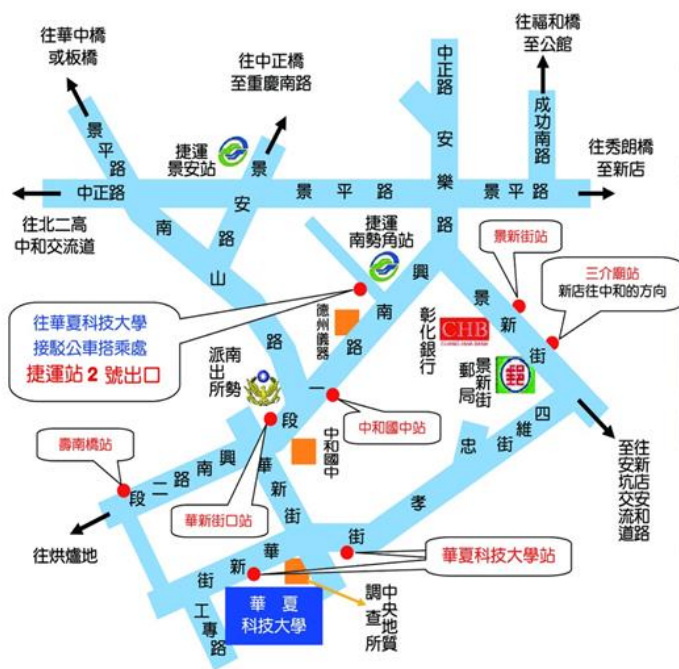 往華中橋
或板橋
往中正橋
至重慶南路
往福和橋
至公館
中正路
成功南路
景平路
捷運
景安站
景安路
安樂路
往秀朗橋
至新店
中正路
景平路
景平路
往北二高
中和交流道
南山路
捷運
南勢角站
景新街站
三介廟站
新店往中和的方向
往華夏科技大學
接駁公車搭乘處
捷運站 2 號出口
德州儀器
興南路一段
彰化銀行
CHB
景新街
景新街
郵局
郵
南勢
派出所
中和國中站
四維街
壽南橋站
中和國中
忠孝街
往新店安和路
至安坑交流道
興南路二段
華新街
華新街口站
往烘爐地
華新街
華夏科技大學站
工專路
華夏
科技大學
中央地質
調查所